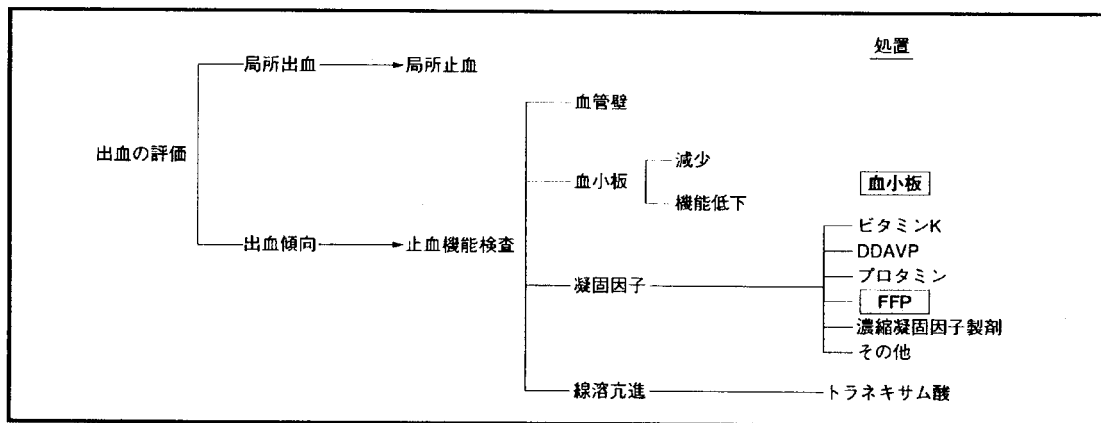 処置
局所出血
局所止血
血管壁
出血の評価
減少
血小板
血小板
機能低下
出血傾向
止血機能検査
ビタミンK
DDAVP
凝固因子
プロタミン
FFP
濃縮凝固因子製剤
その他
線溶亢進
トラネキサム酸